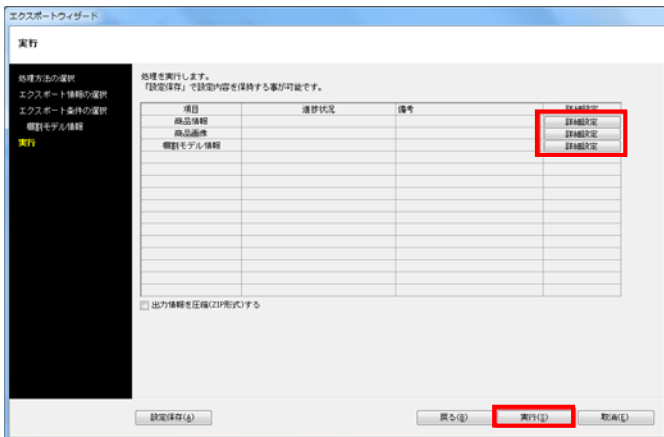 エクスポートウィザード
実行
処理方法の選択
エクスポート情報の選択
エクスポート条件の選択
棚割モデル情報
実行
処理を実行します。
「設定保存」で設定内容を保持する事が可能です。
項目 進捗状況 備考 詳細設定
商品情報 詳細設定
商品画像 詳細設定
棚割モデル情報 詳細設定
出力情報を圧縮(ZIP形式)する
設定保存(A) 戻る(B) 実行(S) 取消(E)